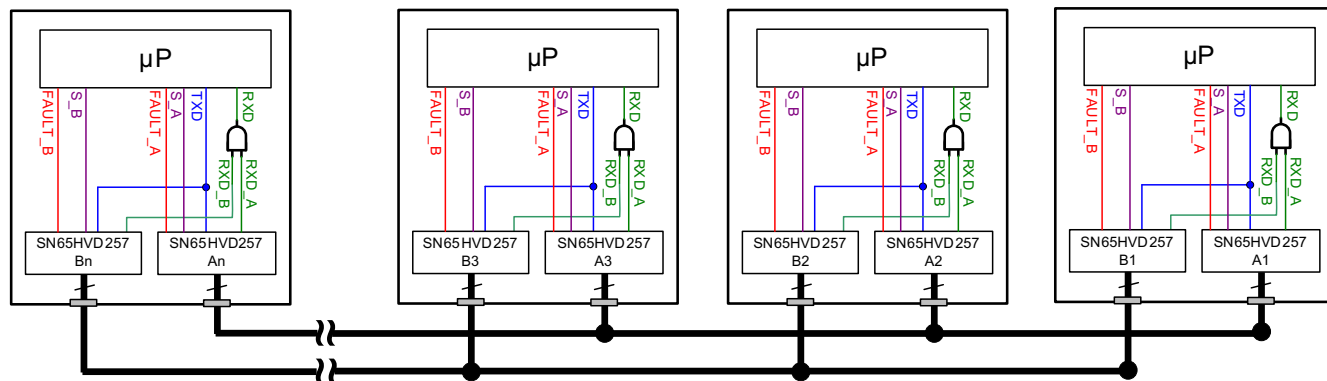 µP
FAULT_B
S_B
FAULT_A
S_A
TXD
RXD
RXD_B
RXD_A
SN65HVD257
Bn
SN65HVD257
An
µP
FAULT_B
S_B
FAULT_A
S_A
TXD
RXD
RXD_B
RXD_A
SN65HVD257
B3
SN65HVD257
A3
µP
FAULT_B
S_B
FAULT_A
S_A
TXD
RXD
RXD_B
RXD_A
SN65HVD257
B2
SN65HVD257
A2
µP
FAULT_B
S_B
FAULT_A
S_A
TXD
RXD
RXD_B
RXD_A
SN65HVD257
B1
SN65HVD257
A1